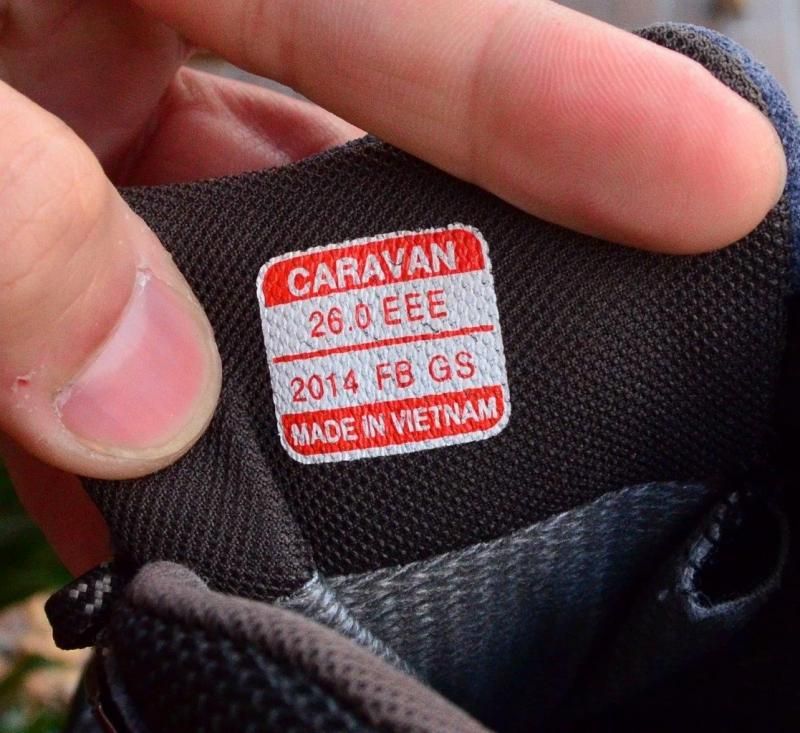 CARAVAN
26.0 EEE
2014 FB GS
MADE IN VIETNAM